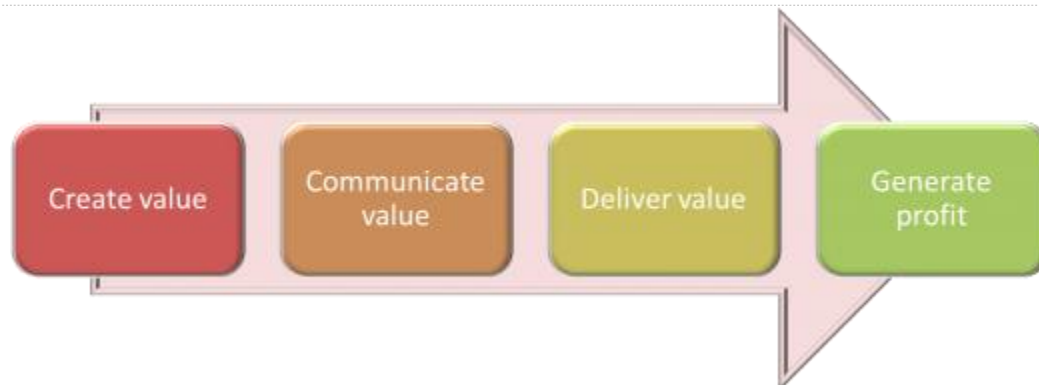 Create value
Communicate
value
Deliver value
Generate
profit